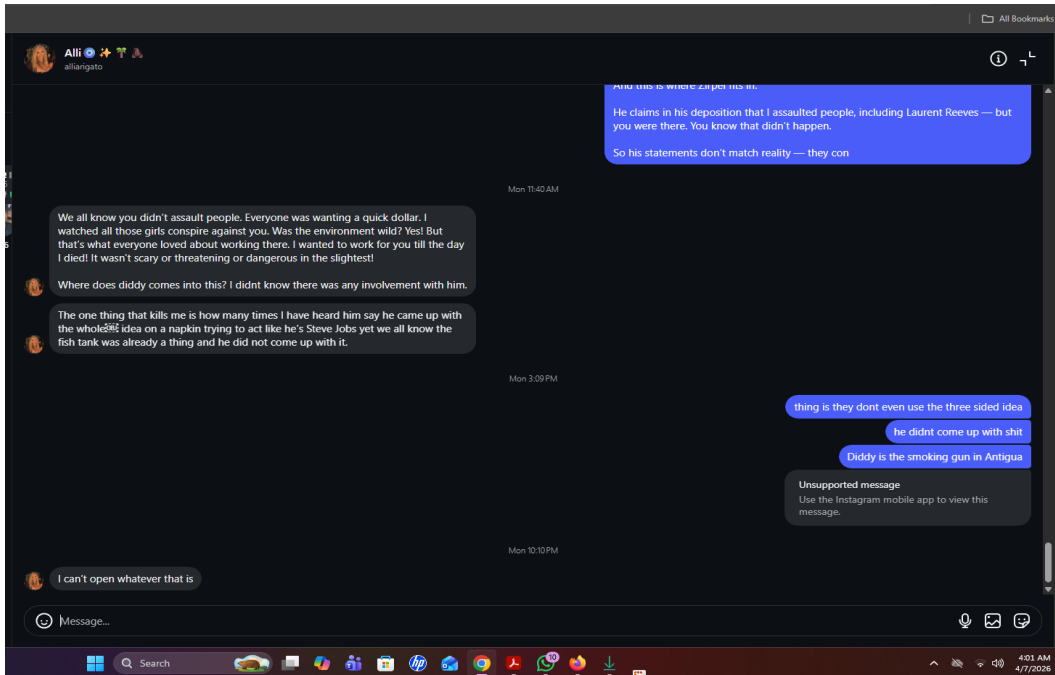 All Bookmarks
Alli
alliarigato
And this is where Zirpel fits in.
He claims in his deposition that I assaulted people, including Laurent Reeves — but
you were there. You know that didn't happen.
So his statements don't match reality — they con
Mon 11:40 AM
We all know you didn't assault people. Everyone was wanting a quick dollar. I
watched all those girls conspire against you. Was the environment wild? Yes! But
that's what everyone loved about working there. I wanted to work for you till the day
I died! It wasn't scary or threatening or dangerous in the slightest!
Where does diddy comes into this? I didnt know there was any involvement with him.
The one thing that kills me is how many times I have heard him say he came up with
the whole idea on a napkin trying to act like he's Steve Jobs yet we all know the
fish tank was already a thing and he did not come up with it.
Mon 3:09 PM
thing is they dont even use the three sided idea
he didnt come up with shit
Diddy is the smoking gun in Antigua
Unsupported message
Use the Instagram mobile app to view this
message.
Mon 10:10 PM
I can't open whatever that is
Message...
Search
10
4:01 AM
4/7/2026